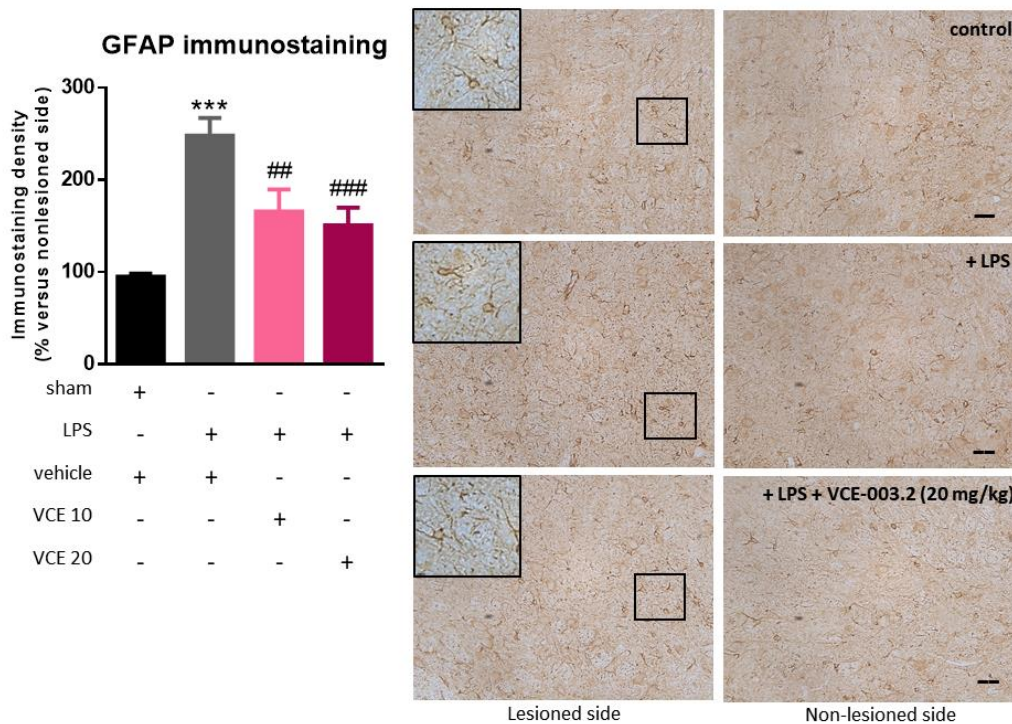 GFAP immunostaining
Immunostaining density
(% versus nonlesioned side)
300
200
100
0
***
##
###
sham + - - -
LPS - + + +
vehicle + + - -
VCE 10 - - + -
VCE 20 - - - +
control
+ LPS
+ LPS + VCE-003.2 (20 mg/kg)
Lesioned side
Non-lesioned side